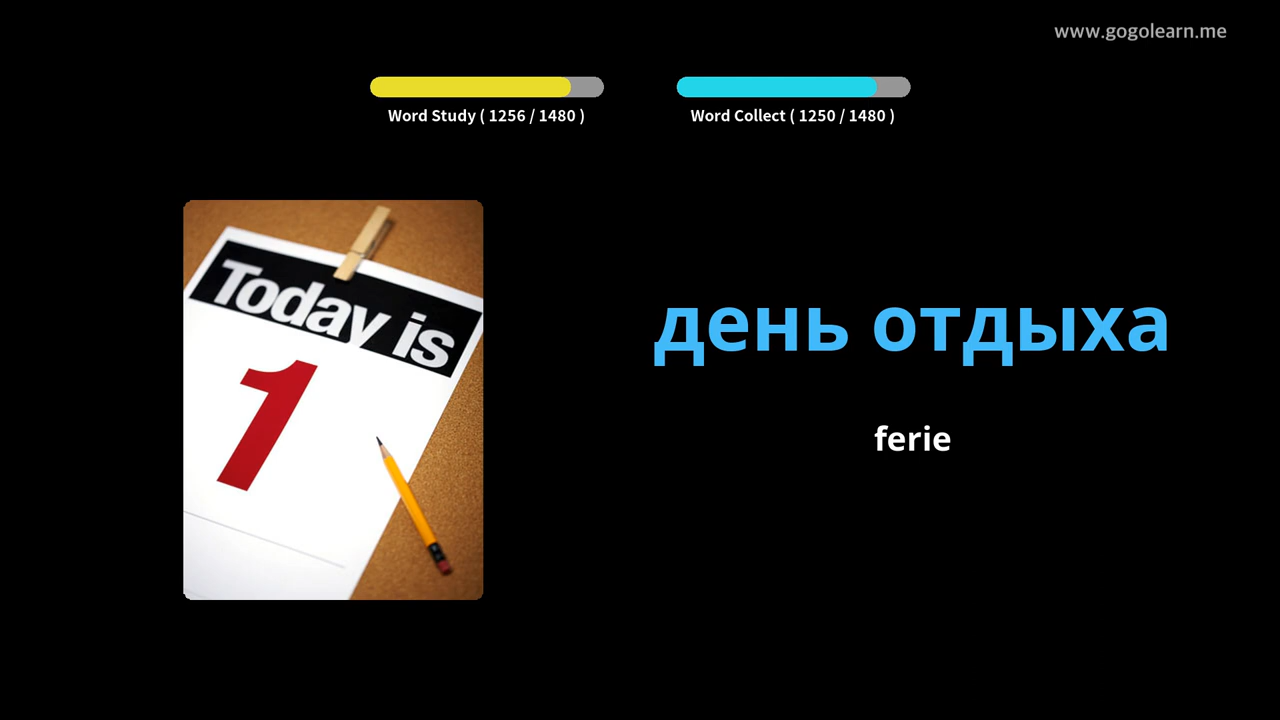 www.gogolearn.me
Word Study ( 1256 / 1480 )
Word Collect ( 1250 / 1480 )
Today is
1
день отдыха
ferie